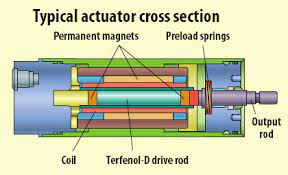 Typical actuator cross section
Permanent magnets
Preload springs
Output
rod
Coil
Terfenol-D drive rod